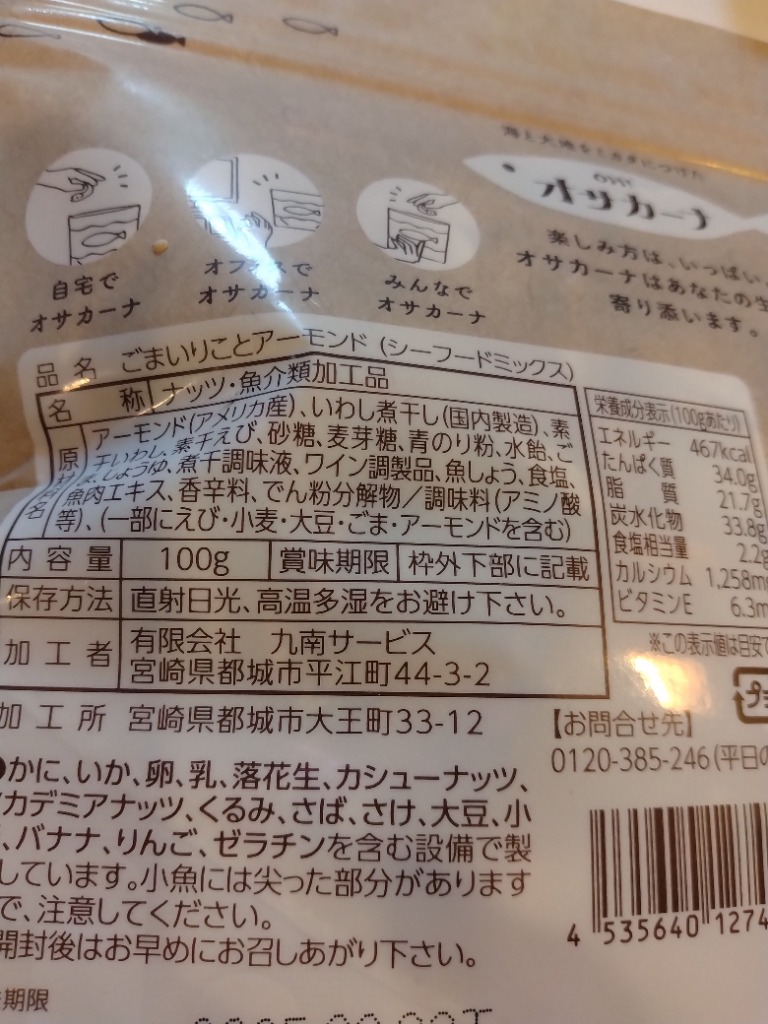 海と大地を
オサカーナ
楽しみ方は、いっぱい。
オサカーナはあなたの生
寄り添います。
自宅で
オサカーナ
オフィスで
オサカーナ
みんなで
オサカーナ
品名 ごまいりことアーモンド (シーフードミックス)
名称 ナッツ・魚介類加工品
原材料名 アーモンド(アメリカ産)、いわし煮干し(国内製造)、素
干いわし、素干えび、砂糖、麦芽糖、青のり粉、水飴、ご
ま、しょうゆ、煮干調味液、ワイン調製品、魚しょう、食塩、
魚肉エキス、香辛料、でん粉分解物/調味料(アミノ酸
等)、(一部にえび・小麦・大豆・ごま・アーモンドを含む)
内容量 100g 賞味期限 枠外下部に記載
保存方法 直射日光、高温多湿をお避け下さい。
加工者 有限会社 九南サービス
宮崎県都城市平江町44-3-2
加工所 宮崎県都城市大王町33-12
栄養成分表示(100gあたり)
エネルギー 467kcal
たんぱく質 34.0g
脂質 21.7g
炭水化物 33.8g
食塩相当量 2.2g
カルシウム 1,258mg
ビタミンE 6.3m
※この表示値は目安で
プラ
【お問合せ先】
0120-385-246(平日の
かに、いか、卵、乳、落花生、カシューナッツ、
カデミアナッツ、くるみ、さば、さけ、大豆、小
、バナナ、りんご、ゼラチンを含む設備で製
しています。小魚には尖った部分があります
で、注意してください。
開封後はお早めにお召しあがり下さい。
期限
4 535640 1274